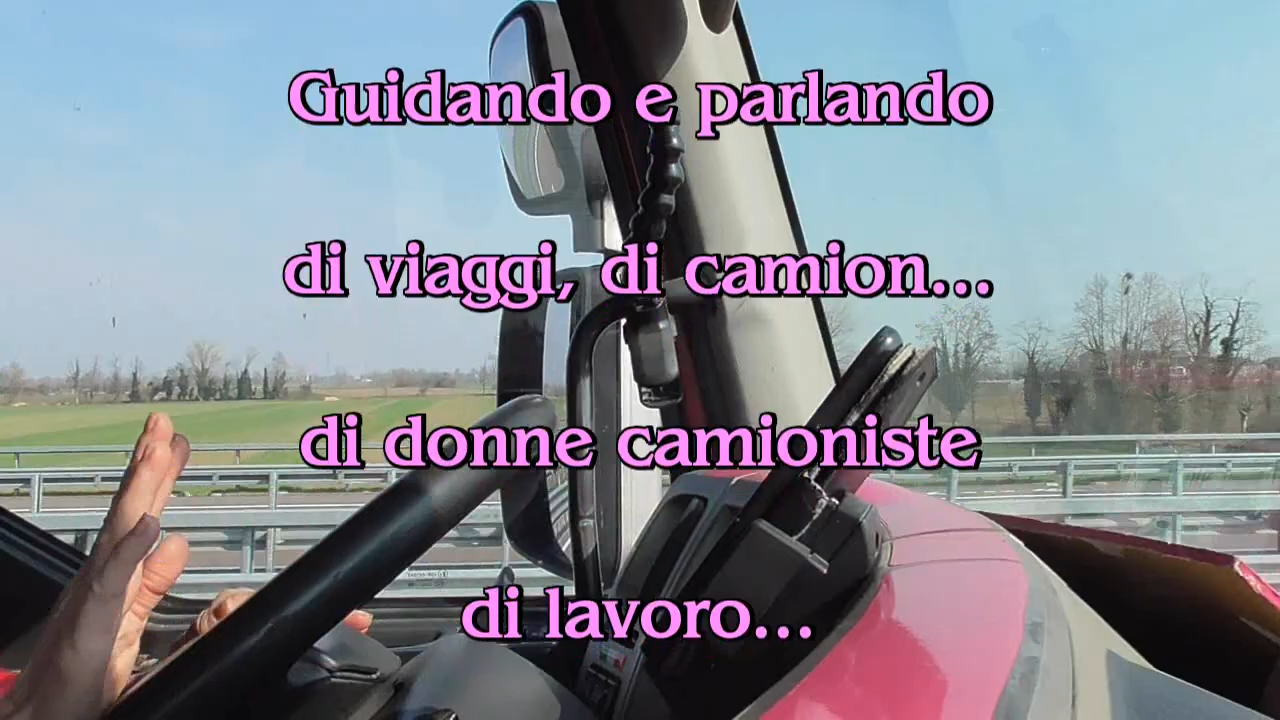 Guidando e parlando
di viaggi, di camion...
di donne camioniste
di lavoro...